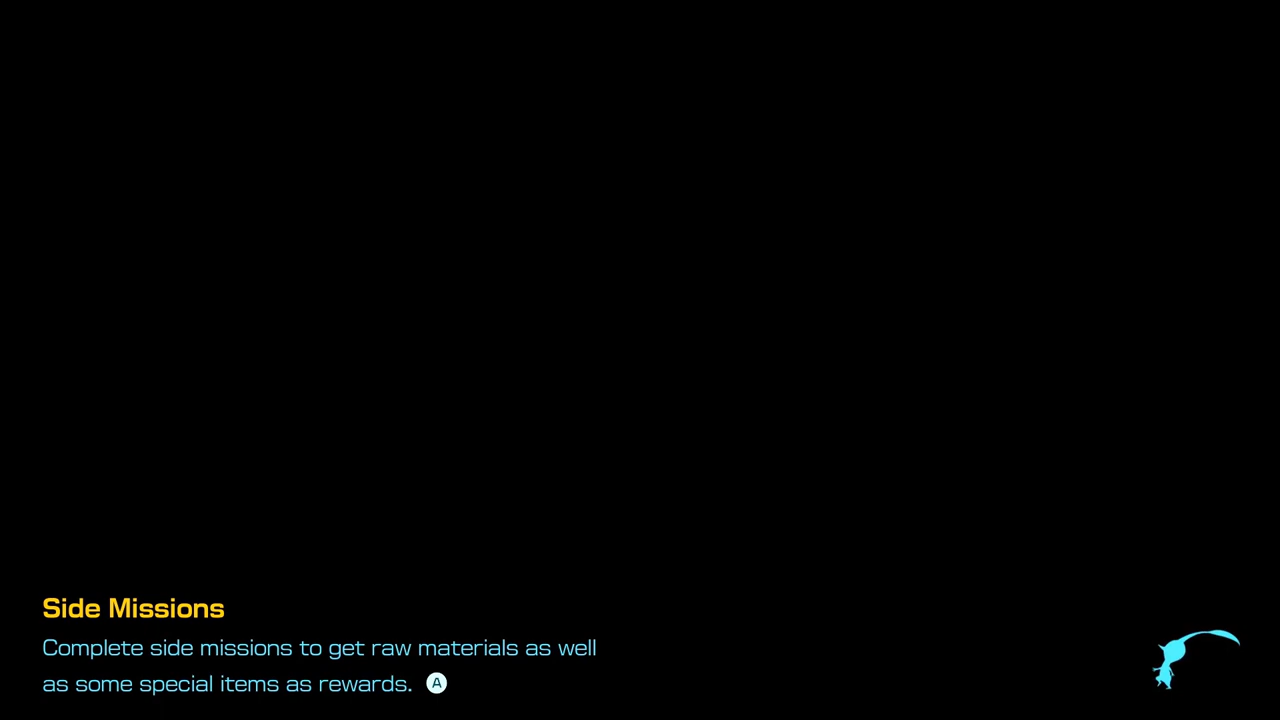 Side Missions
Complete side missions to get raw materials as well
as some special items as rewards. A